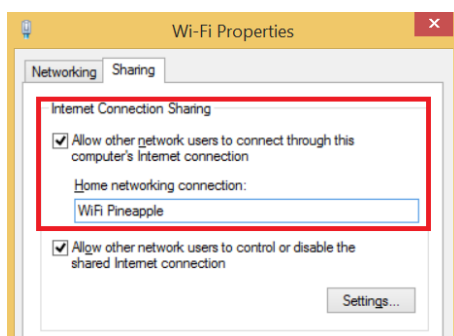 Wi-Fi Properties
Networking Sharing
Internet Connection Sharing
Allow other network users to connect through this
computer's Internet connection
Home networking connection:
WiFi Pineapple
Allow other network users to control or disable the
shared Internet connection
Settings...